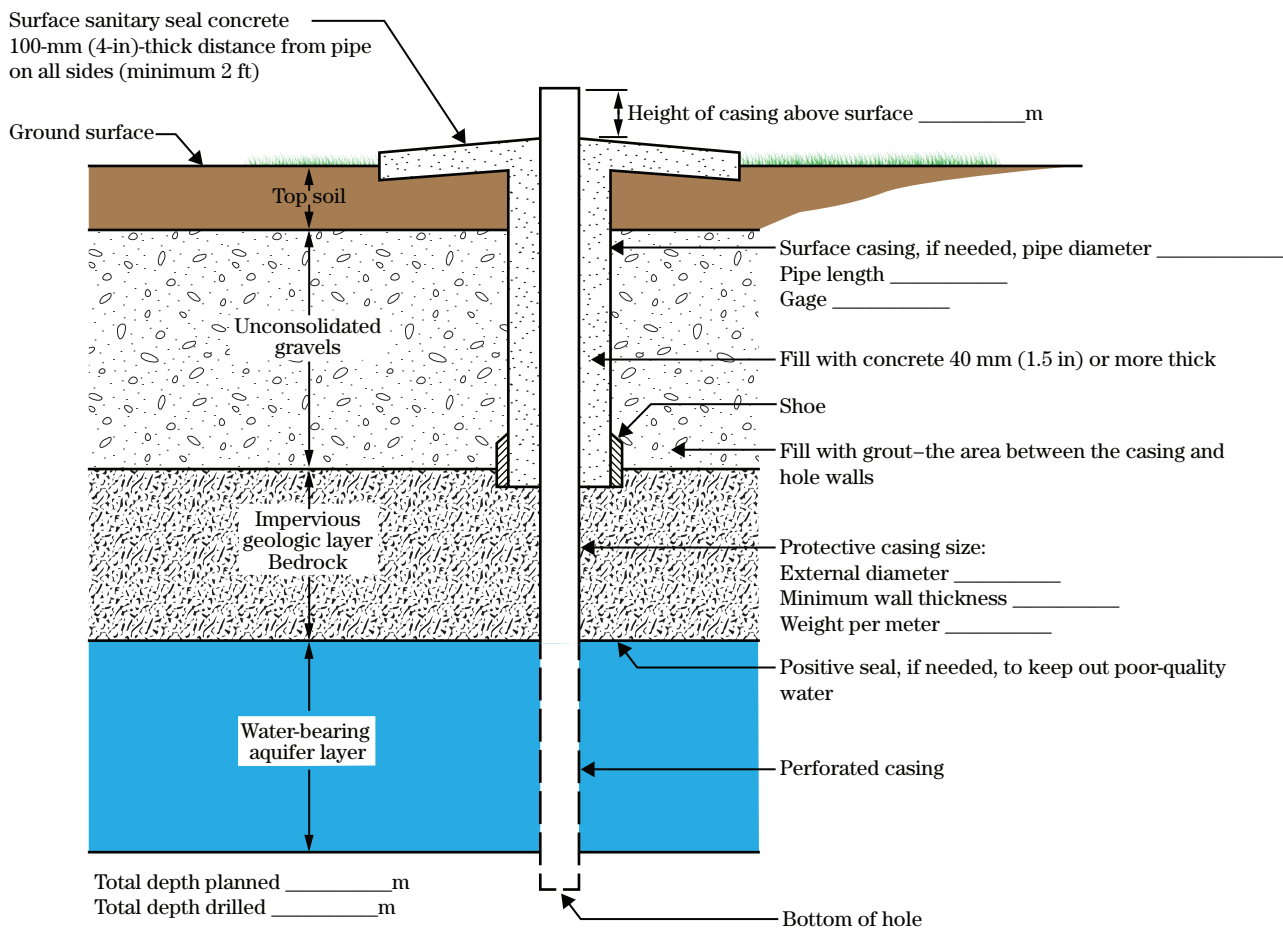 Surface sanitary seal concrete
100-mm (4-in)-thick distance from pipe
on all sides (minimum 2 ft)
Height of casing above surface __________m
Ground surface
Top soil
Surface casing, if needed, pipe diameter ____________
Pipe length ___________
Gage ___________
Unconsolidated
gravels
Fill with concrete 40 mm (1.5 in) or more thick
Shoe
Fill with grout–the area between the casing and
hole walls
Impervious
geologic layer
Bedrock
Protective casing size:
External diameter __________
Minimum wall thickness __________
Weight per meter __________
Positive seal, if needed, to keep out poor-quality
water
Water-bearing
aquifer layer
Perforated casing
Total depth planned __________m
Total depth drilled __________m
Bottom of hole